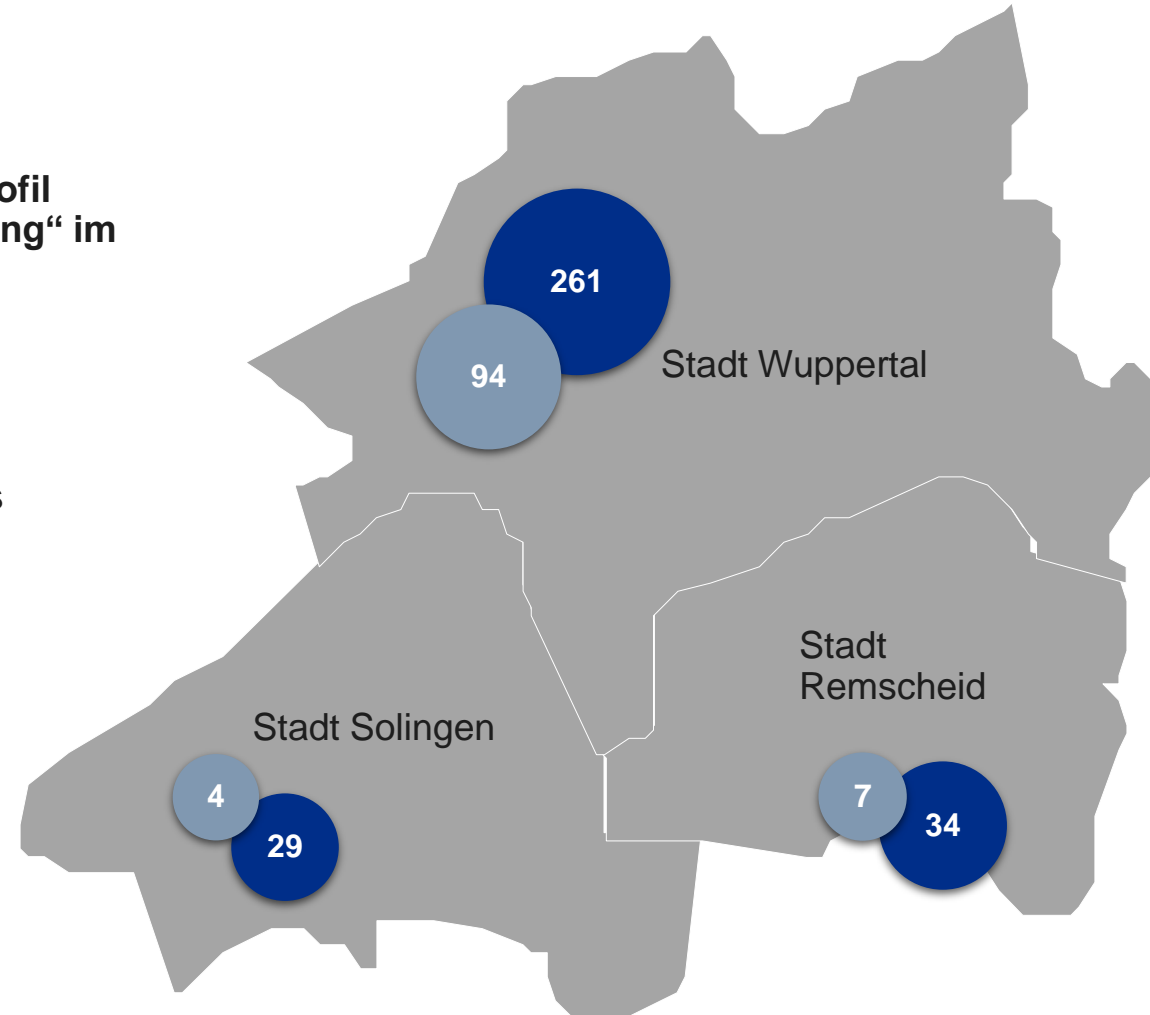 ofil
ng“ im
s
261
94
Stadt Wuppertal
Stadt
Remscheid
Stadt Solingen
4
29
7
34